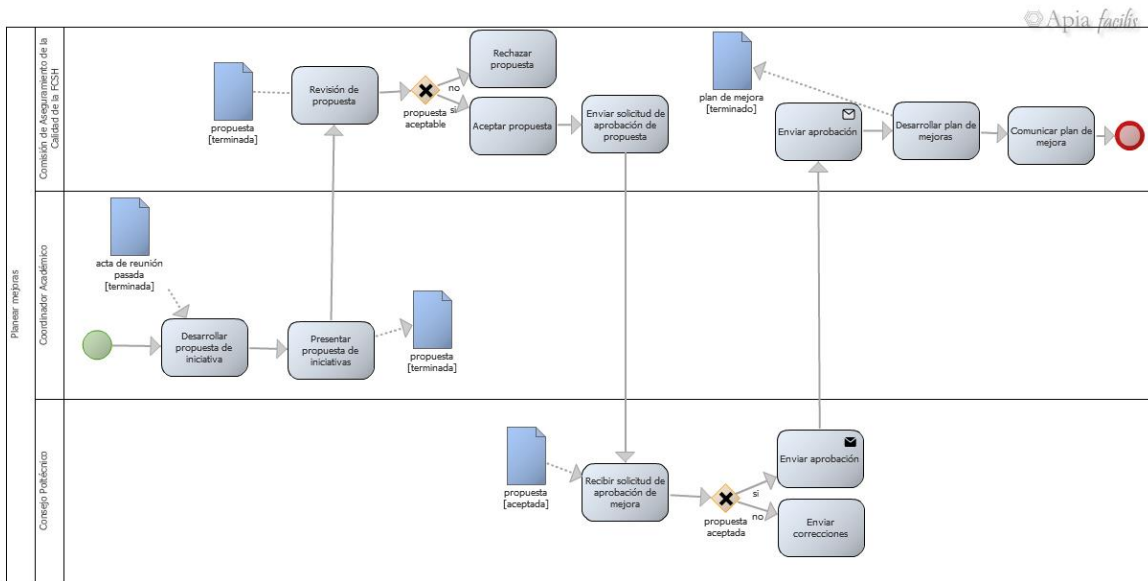 Apia facilis
Planear mejoras
Comisión de Aseguramiento de la
Calidad de la FCSH
propuesta
[terminada]
Revisión de
propuesta
propuesta
aceptable
no
si
Rechazar
propuesta
Aceptar propuesta
Enviar solicitud de
aprobación de
propuesta
plan de mejora
[terminado]
Enviar aprobación
Desarrollar plan de
mejoras
Comunicar plan de
mejora
Coordinador Académico
acta de reunión
pasada
[terminada]
Desarrollar
propuesta de
iniciativa
Presentar
propuesta de
iniciativas
propuesta
[terminada]
Consejo Politécnico
propuesta
[aceptada]
Recibir solicitud de
aprobación de
mejora
propuesta
aceptada
si
no
Enviar aprobación
Enviar
correcciones